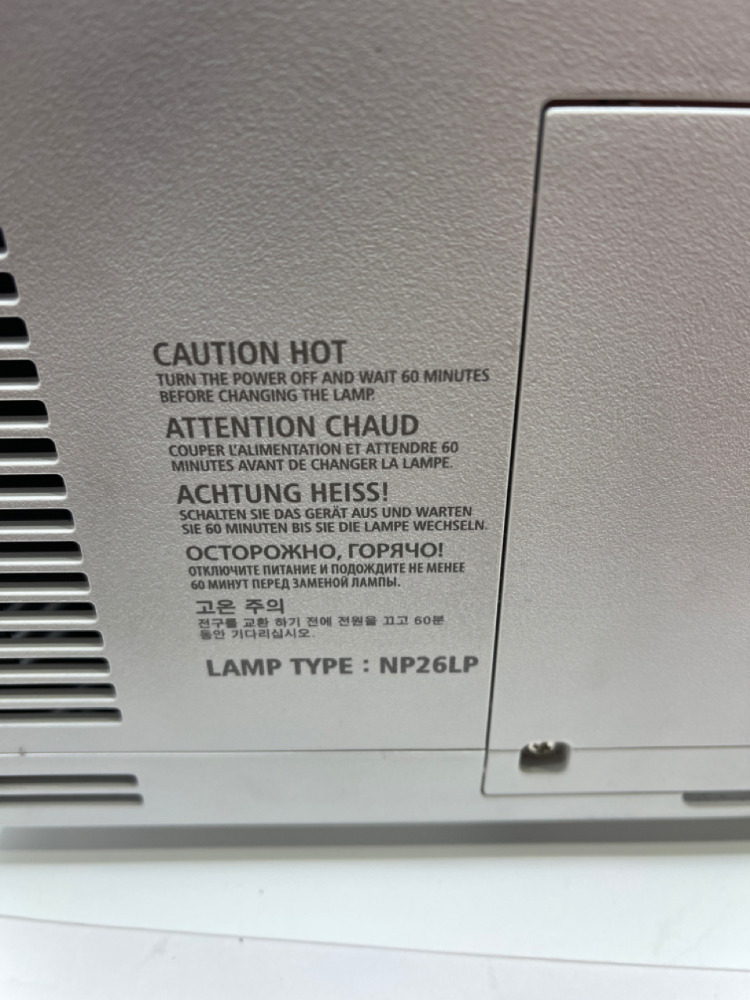 CAUTION HOT
TURN THE POWER OFF AND WAIT 60 MINUTES
BEFORE CHANGING THE LAMP.
ATTENTION CHAUD
COUPER L'ALIMENTATION ET ATTENDRE 60
MINUTES AVANT DE CHANGER LA LAMPE.
ACHTUNG HEISS!
SCHALTEN SIE DAS GERÄT AUS UND WARTEN
SIE 60 MINUTEN BIS SIE DIE LAMPE WECHSELN.
ОСТОРОЖНО, ГОРЯЧО!
ОТКЛЮЧИТЕ ПИТАНИЕ И ПОДОЖДИТЕ НЕ МЕНЕЕ
60 МИНУТ ПЕРЕД ЗАМЕНОЙ ЛАМПЫ.
고온 주의
전구를 교환 하기 전에 전원을 끄고 60분
동안 기다리십시오.
LAMP TYPE : NP26LP